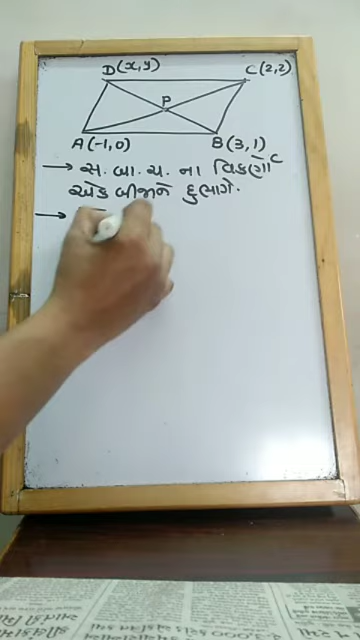 D(x,y)
C(2,2)
P
A(-1,0)
B(3,1)
→ સ. બા. ચ. ના વિકર્ણો
એક બીજાને દુભાગે.
→